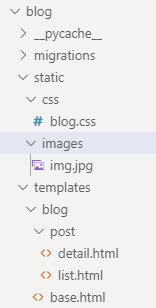 blog
__pycache__
migrations
static
css
blog.css
images
img.jpg
templates
blog
post
detail.html
list.html
base.html